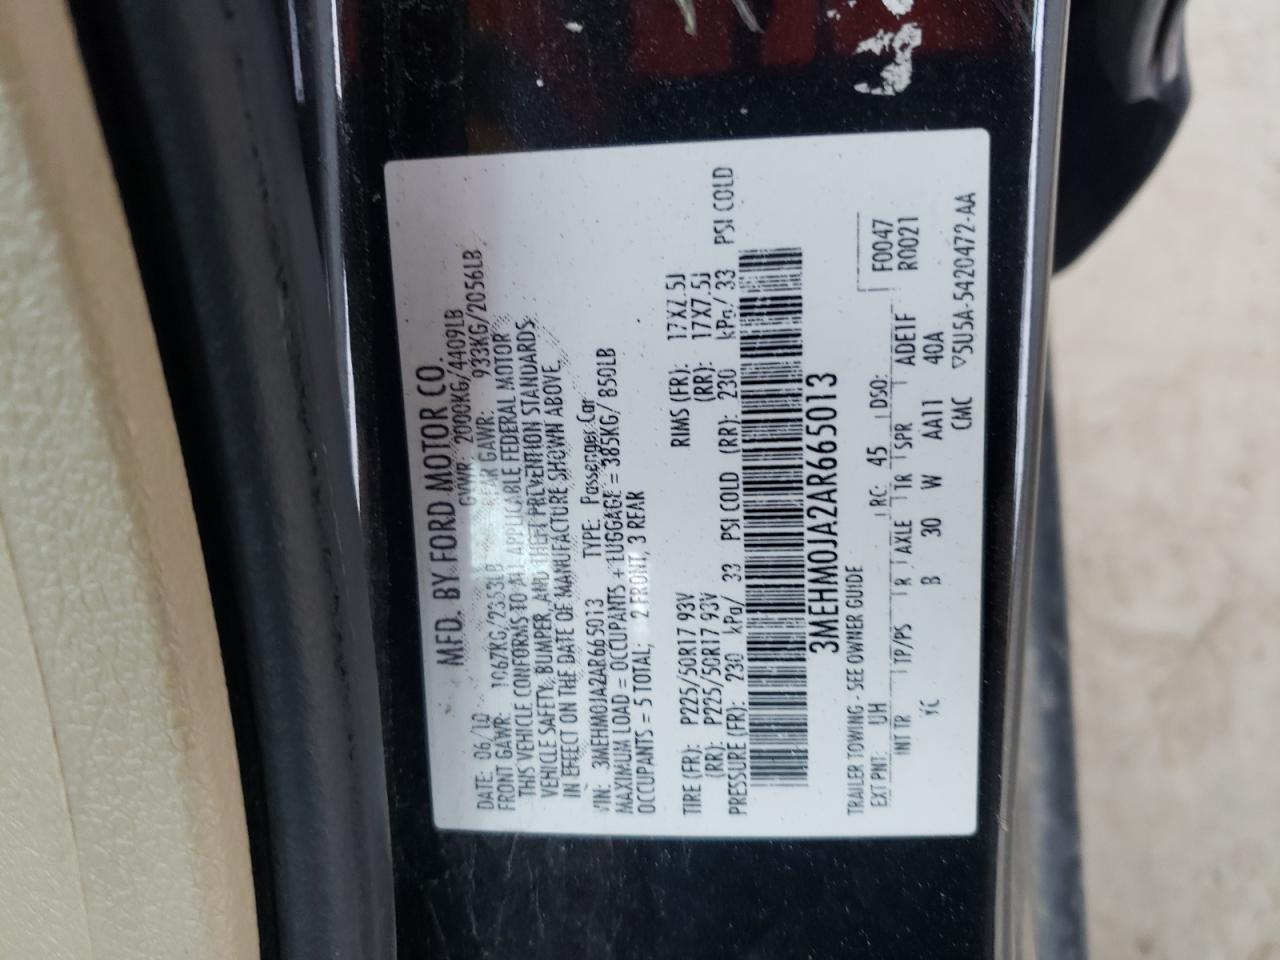 MFD. BY FORD MOTOR CO.
DATE: 06/10 GVWR: 2000KG/4409LB
FRONT GAWR: 1067KG/2353LB REAR GAWR: 933KG/2056LB
THIS VEHICLE CONFORMS TO ALL APPLICABLE FEDERAL MOTOR
VEHICLE SAFETY, BUMPER, AND THEFT PREVENTION STANDARDS
IN EFFECT ON THE DATE OF MANUFACTURE SHOWN ABOVE.
VIN: 3MEHM0JA2AR665013 TYPE: Passenger Car
MAXIMUM LOAD = OCCUPANTS + LUGGAGE = 385KG/ 850LB
OCCUPANTS = 5 TOTAL; 2 FRONT, 3 REAR
TIRE (FR): P225/50R17 93V RIMS (FR): 17X7.5J
(RR): P225/50R17 93V (RR): 17X7.5J
PRESSURE (FR): 230 kPa/ 33 PSI COLD (RR): 230 kPa/ 33 PSI COLD
3MEHM0JA2AR665013
TRAILER TOWING - SEE OWNER GUIDE
EXT PNT: UH RC: 45 DSO: F0047
INT TR TP/PS R AXLE TR SPR ADE1F R0021
YC B 30 W AA11 40A
CMC ▽5U5A-5420472-AA